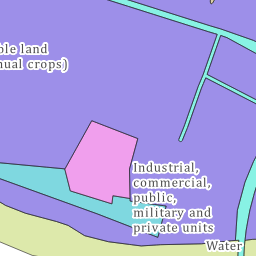 ble land
nual crops)
Industrial,
commercial,
public,
military and
private units
Water